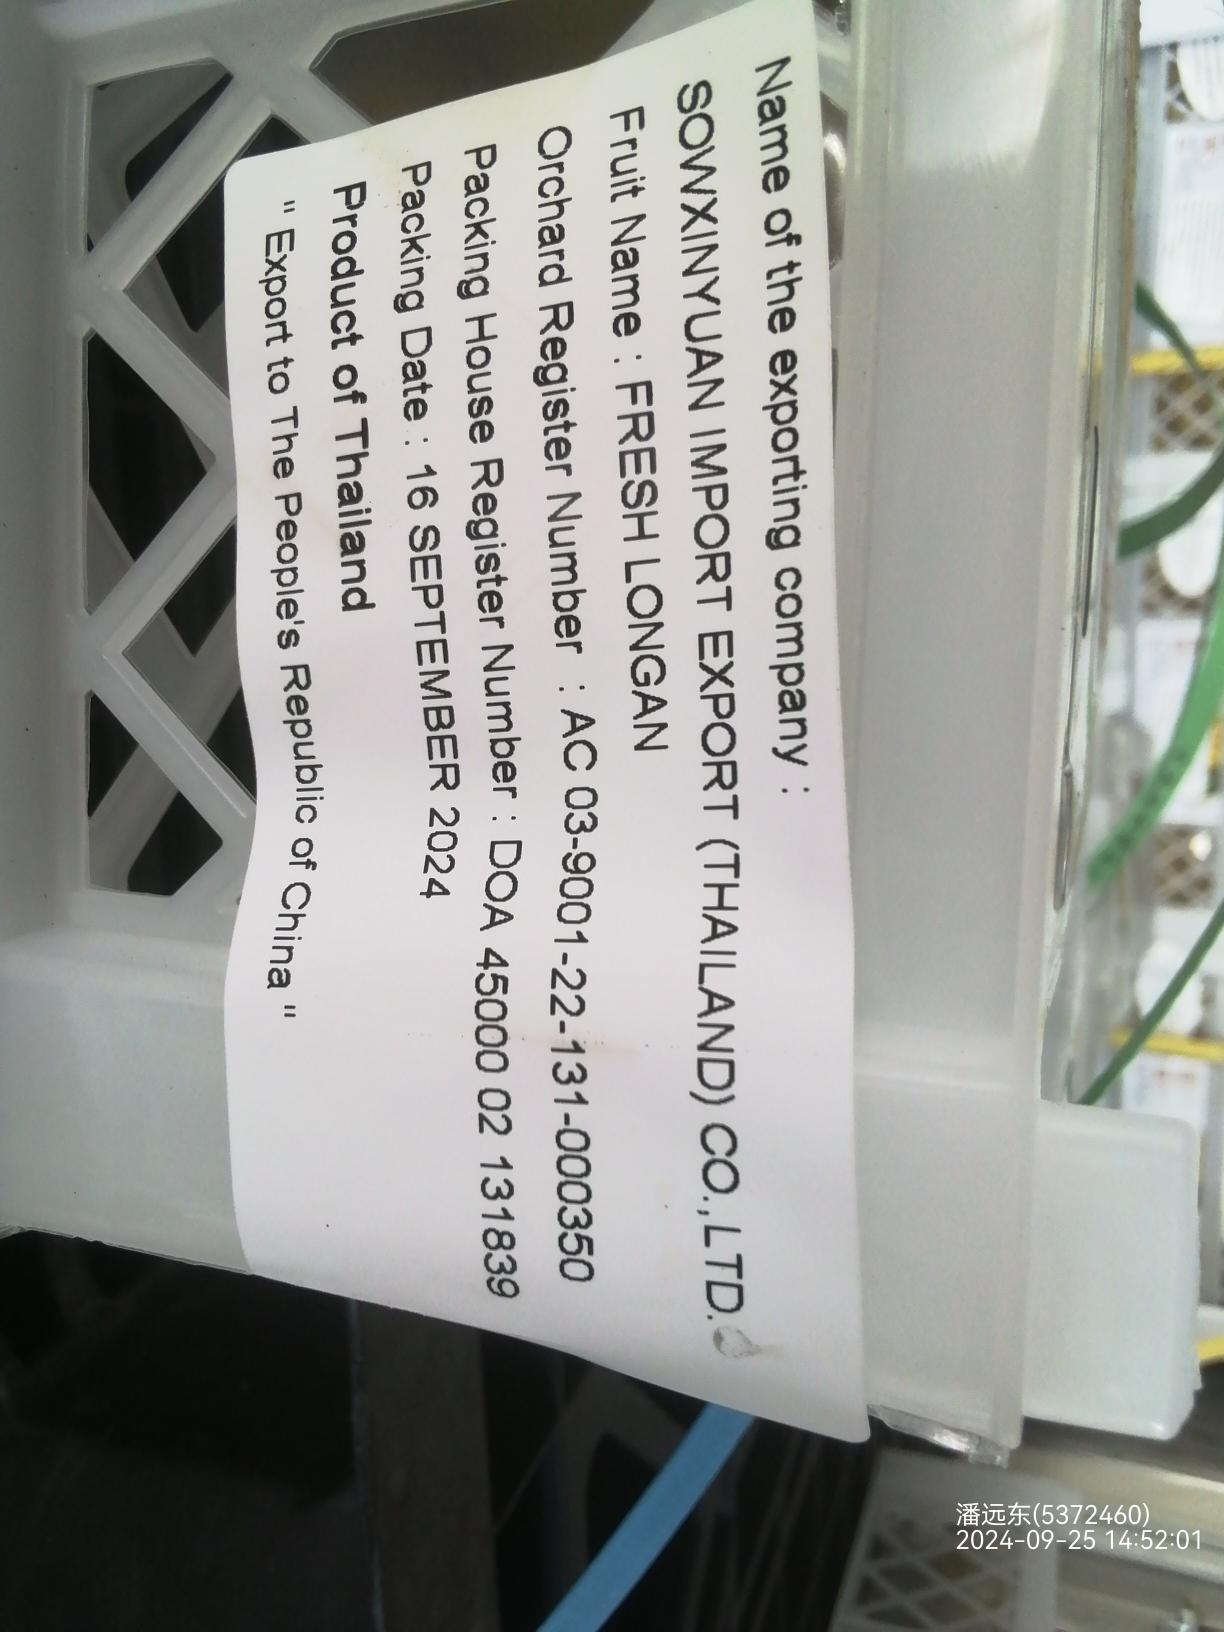 Name of the exporting company :
SOWXINYUAN IMPORT EXPORT (THAILAND) CO.,LTD.
Fruit Name : FRESH LONGAN
Orchard Register Number : AC 03-9001-22-131-000350
Packing House Register Number : DOA 45000 02 131839
Packing Date : 16 SEPTEMBER 2024
Product of Thailand
" Export to The People's Republic of China "
潘远东(5372460)
2024-09-25 14:52:01